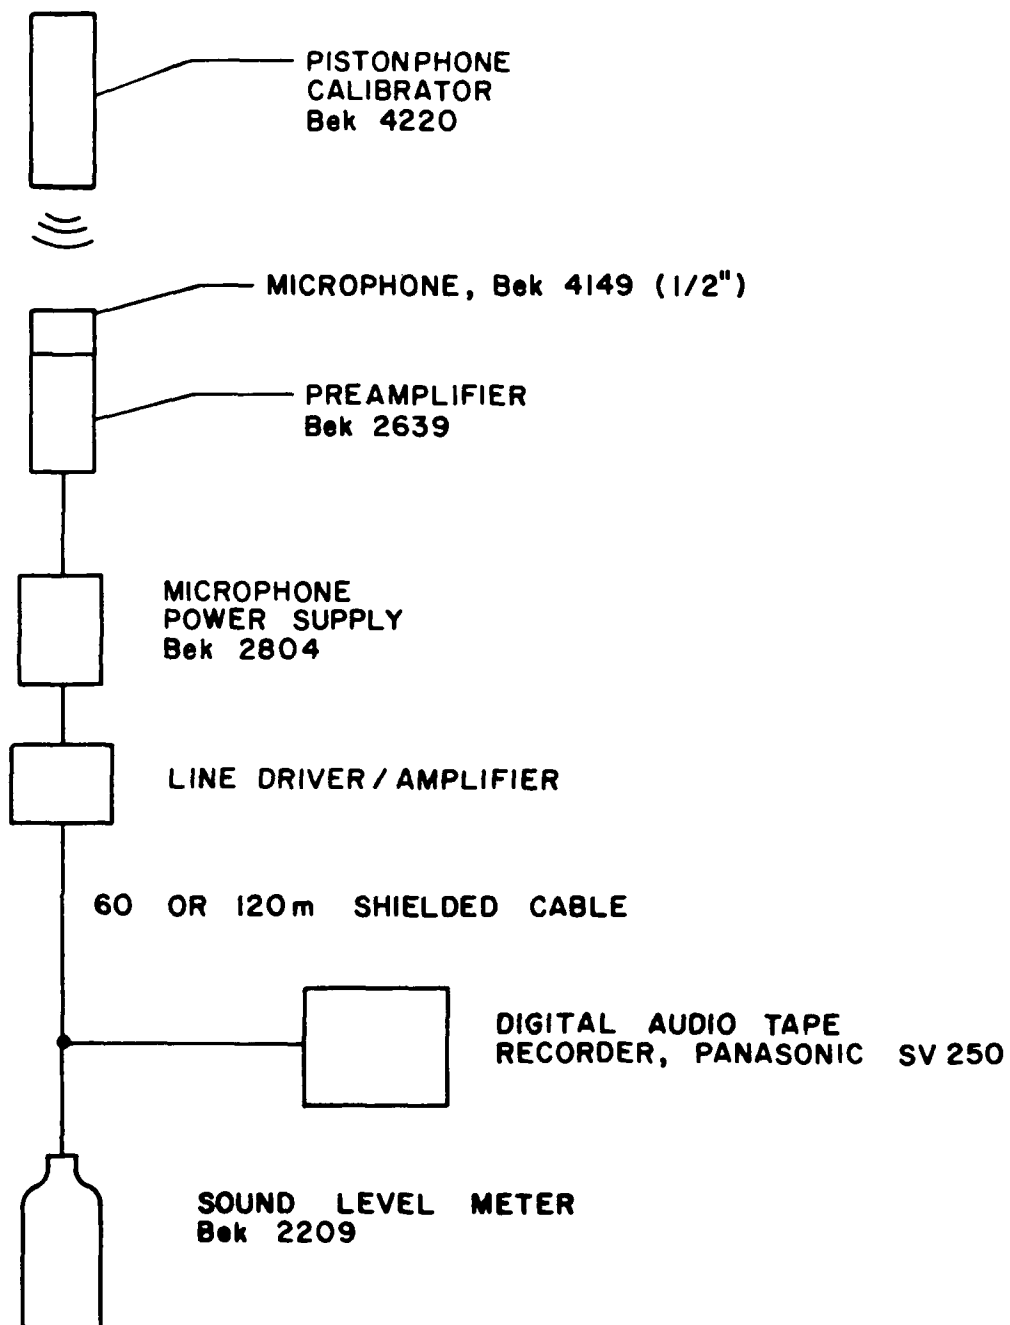 PISTONPHONE
CALIBRATOR
Bek 4220
MICROPHONE, Bek 4149 (1/2")
PREAMPLIFIER
Bek 2639
MICROPHONE
POWER SUPPLY
Bek 2804
LINE DRIVER/AMPLIFIER
60 OR 120m SHIELDED CABLE
DIGITAL AUDIO TAPE
RECORDER, PANASONIC SV 250
SOUND LEVEL METER
Bek 2209